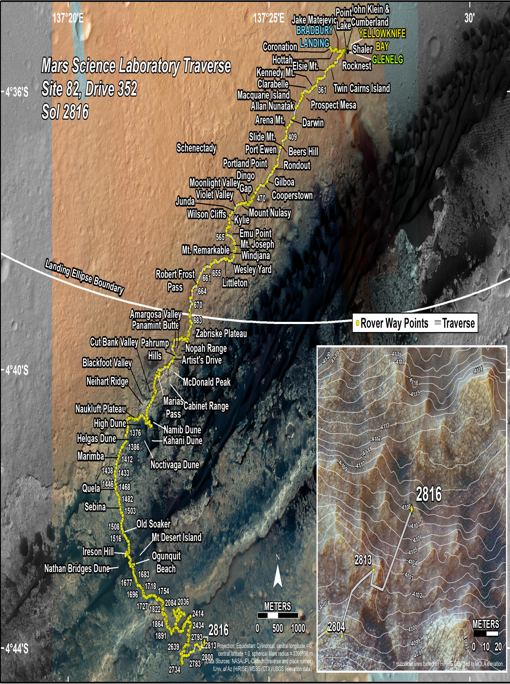 137°20'E
137°25'E
30'
Mars Science Laboratory Traverse
Site 82, Drive 352
Sol 2816
Point
John Klein &
Jake Matejevic
Lake
Cumberland
BRADBURY
LANDING
YELLOWKNIFE
BAY
Coronation
Shaler
GLENELG
Hottah
Rocknest
Elsie Mt.
Kennedy Mt.
Clarabelle
Twin Cairns Island
361
Macquarie Island
Prospect Mesa
Allan Nunatak
4°36'S
Arena Mt.
Darwin
Slide Mt.
409
Schenectady
Port Ewen
Beers Hill
Portland Point
Rondout
Dingo
Gap
Moonlight Valley
Gilboa
Violet Valley
470
Cooperstown
Junda
Wilson Cliffs
Mount Nulasy
Kylie
565
Emu Point
Mt. Joseph
Mt. Remarkable
Windjana
Wesley Yard
655
661
Littleton
Robert Frost
Pass
664
670
Landing Ellipse Boundary
683
Amargosa Valley
Panamint Butte
Rover Way Points
Traverse
Zabriske Plateau
Cut Bank Valley
Pahrump
Hills
Nopah Range
Blackfoot Valley
Artist's Drive
4°40'S
Neihart Ridge
McDonald Peak
Marias
Pass
Cabinet Range
Naukluft Plateau
High Dune
Namib Dune
1376
Helgas Dune
Kahani Dune
1386
Marimba
1412
Noctivaga Dune
1438
1433
1446
Quela
1468
1482
Sebina
1503
1508
Old Soaker
1516
Mt Desert Island
Ireson Hill
Ogunquit
Beach
Nathan Bridges Dune
1683
1677
1718
1754
1696
2084
2036
1727
1822
2414
1864
2434
1891
2793
2816
2813
2639
2800
2783
2734
4°44'S
N
METERS
2816
2813
2804
N
METERS
0
10
20